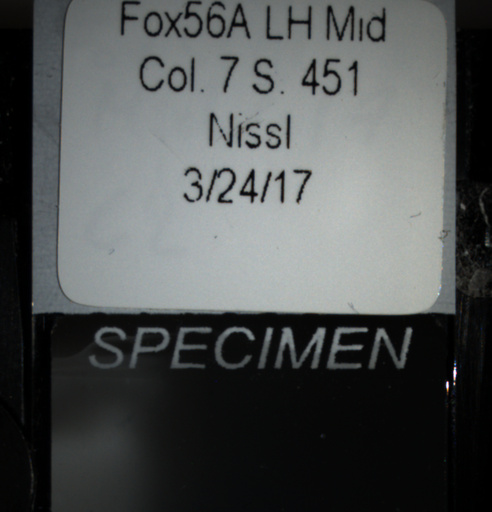 Fox56A LH Mid
Col. 7 S. 451
Nissl
3/24/17
SPECIMEN